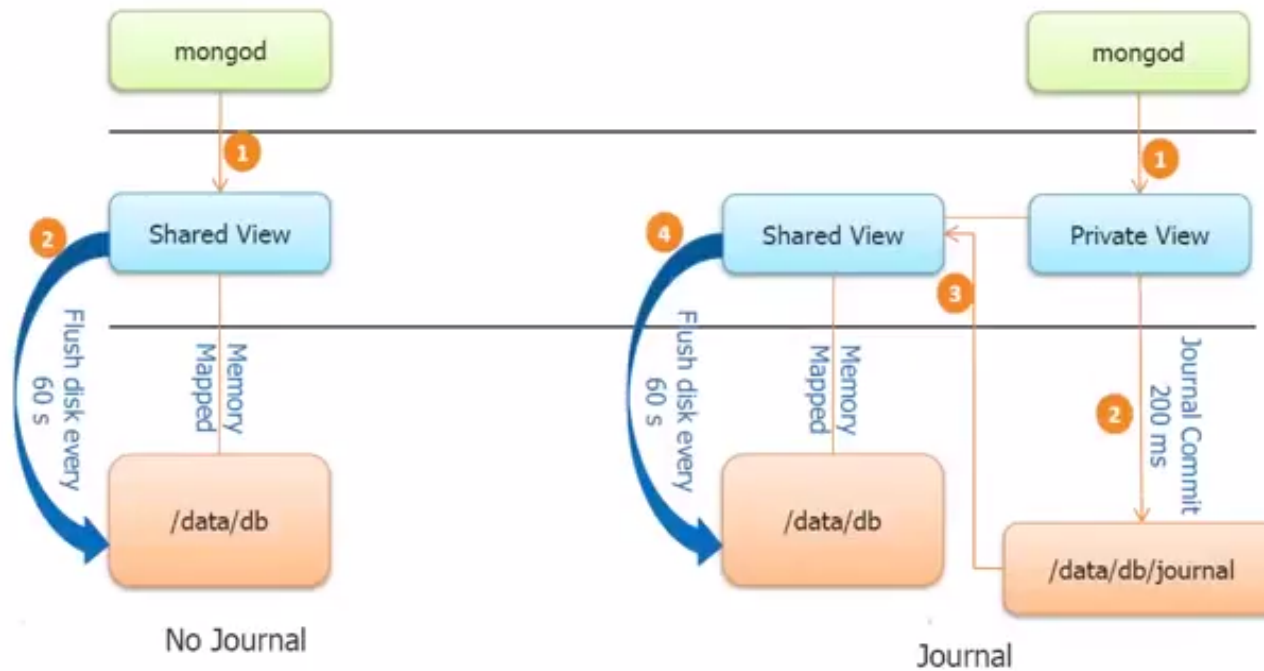 mongod
1
Shared View
2
Flush disk every
60 s
Memory
Mapped
/data/db
No Journal
mongod
1
Shared View
Private View
4
3
Flush disk every
60 s
Memory
Mapped
2
Journal Commit
200 ms
/data/db
/data/db/journal
Journal